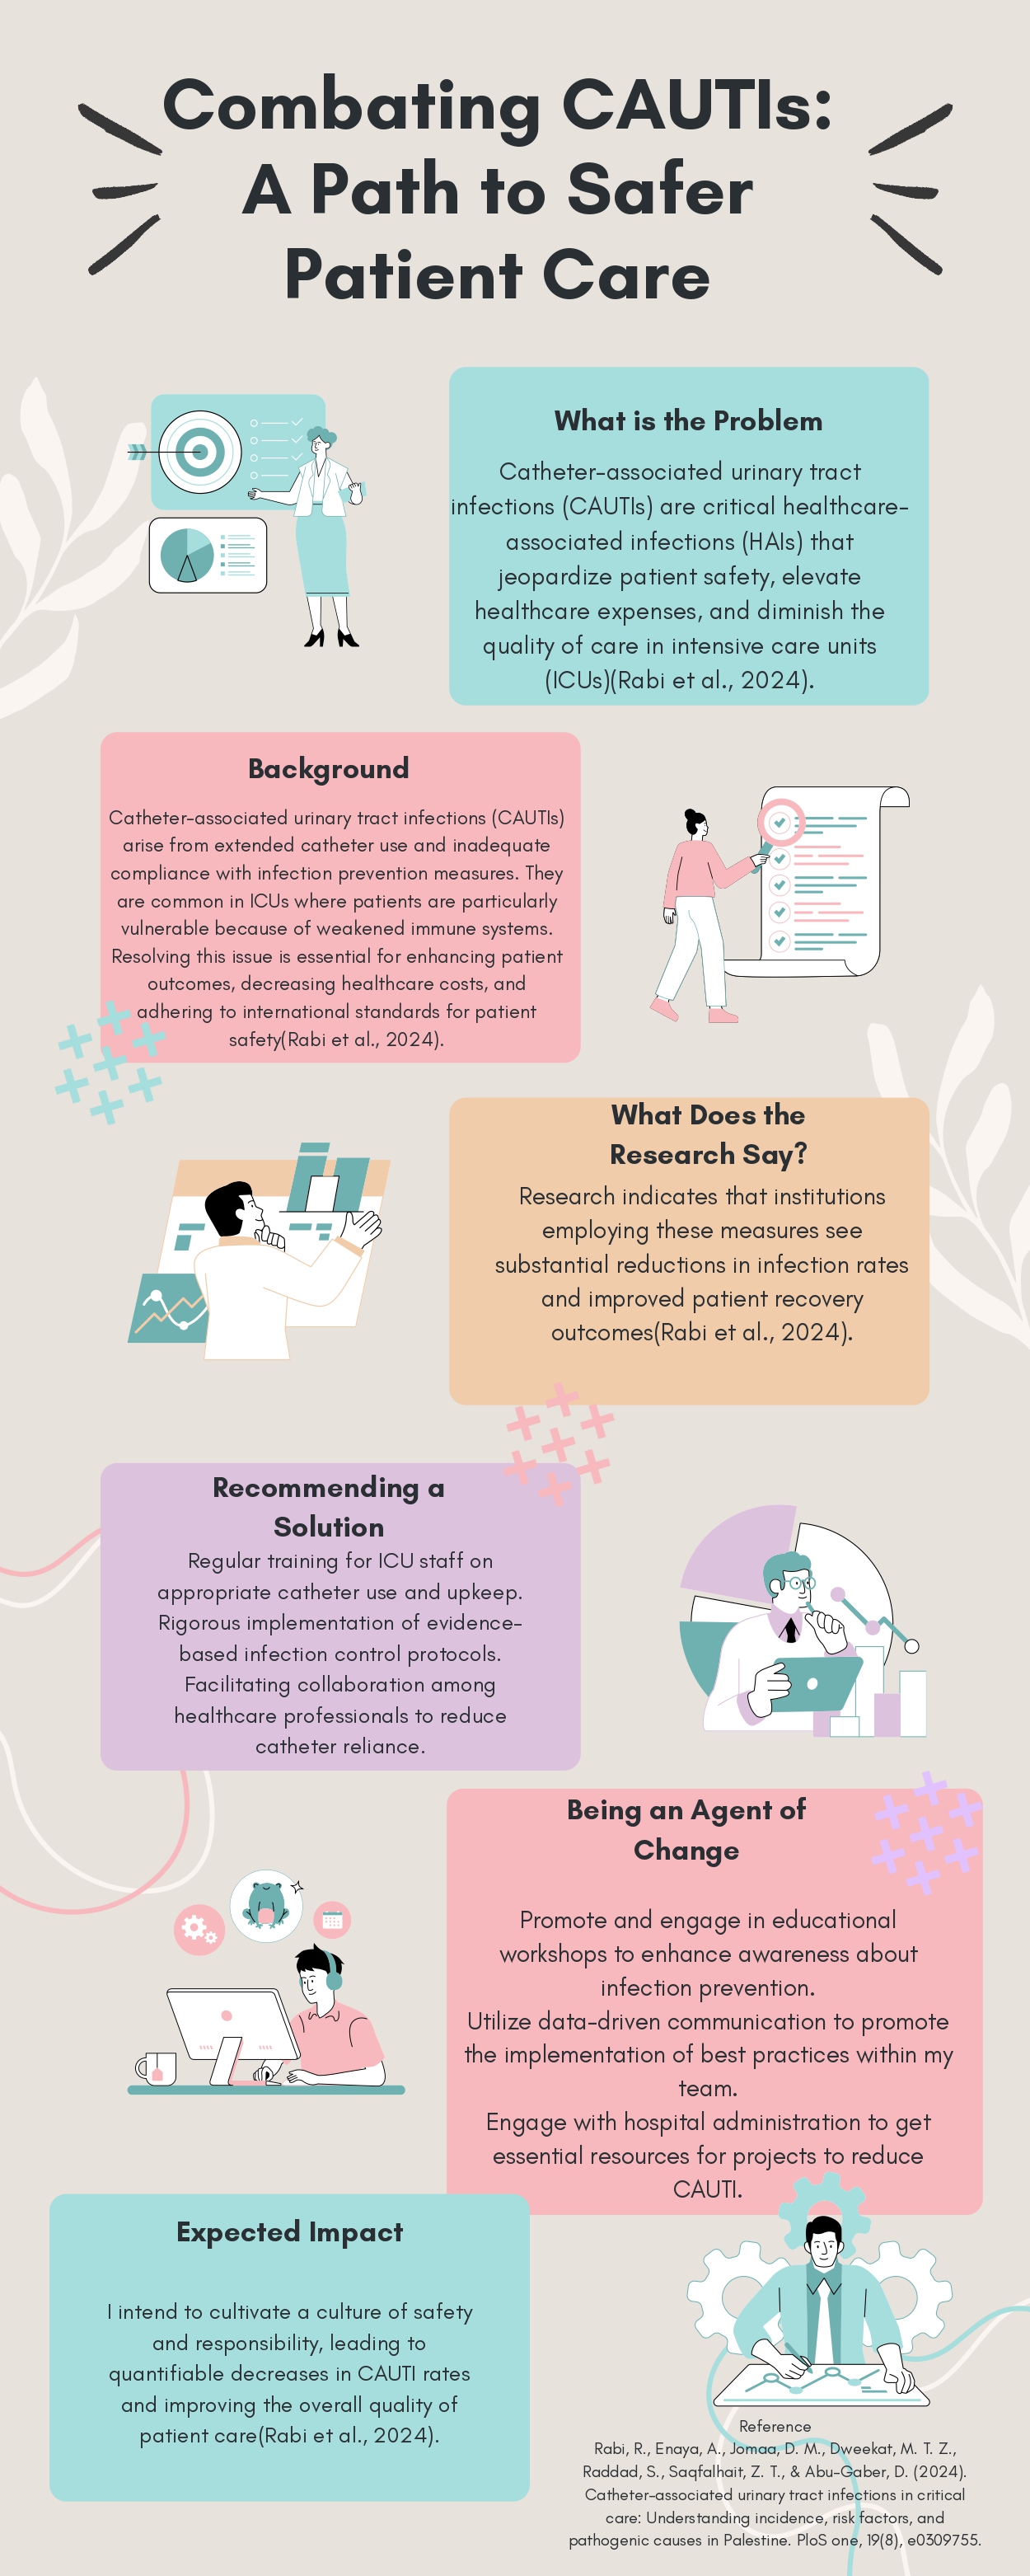 Combating CAUTIs:
A Path to Safer
Patient Care
What is the Problem
Catheter-associated urinary tract
infections (CAUTIs) are critical healthcare-
associated infections (HAIs) that
jeopardize patient safety, elevate
healthcare expenses, and diminish the
quality of care in intensive care units
(ICUs)(Rabi et al., 2024).
Background
Catheter-associated urinary tract infections (CAUTIs)
arise from extended catheter use and inadequate
compliance with infection prevention measures. They
are common in ICUs where patients are particularly
vulnerable because of weakened immune systems.
Resolving this issue is essential for enhancing patient
outcomes, decreasing healthcare costs, and
adhering to international standards for patient
safety(Rabi et al., 2024).
What Does the
Research Say?
Research indicates that institutions
employing these measures see
substantial reductions in infection rates
and improved patient recovery
outcomes(Rabi et al., 2024).
Recommending a
Solution
Regular training for ICU staff on
appropriate catheter use and upkeep.
Rigorous implementation of evidence-
based infection control protocols.
Facilitating collaboration among
healthcare professionals to reduce
catheter reliance.
Being an Agent of
Change
Promote and engage in educational
workshops to enhance awareness about
infection prevention.
Utilize data-driven communication to promote
the implementation of best practices within my
team.
Engage with hospital administration to get
essential resources for projects to reduce
CAUTI.
Expected Impact
I intend to cultivate a culture of safety
and responsibility, leading to
quantifiable decreases in CAUTI rates
and improving the overall quality of
patient care(Rabi et al., 2024).
Reference
Rabi, R., Enaya, A., Jomaa, D. M., Dweekat, M. T. Z.,
Raddad, S., Saqfalhait, Z. T., & Abu-Gaber, D. (2024).
Catheter-associated urinary tract infections in critical
care: Understanding incidence, risk factors, and
pathogenic causes in Palestine. PloS one, 19(8), e0309755.